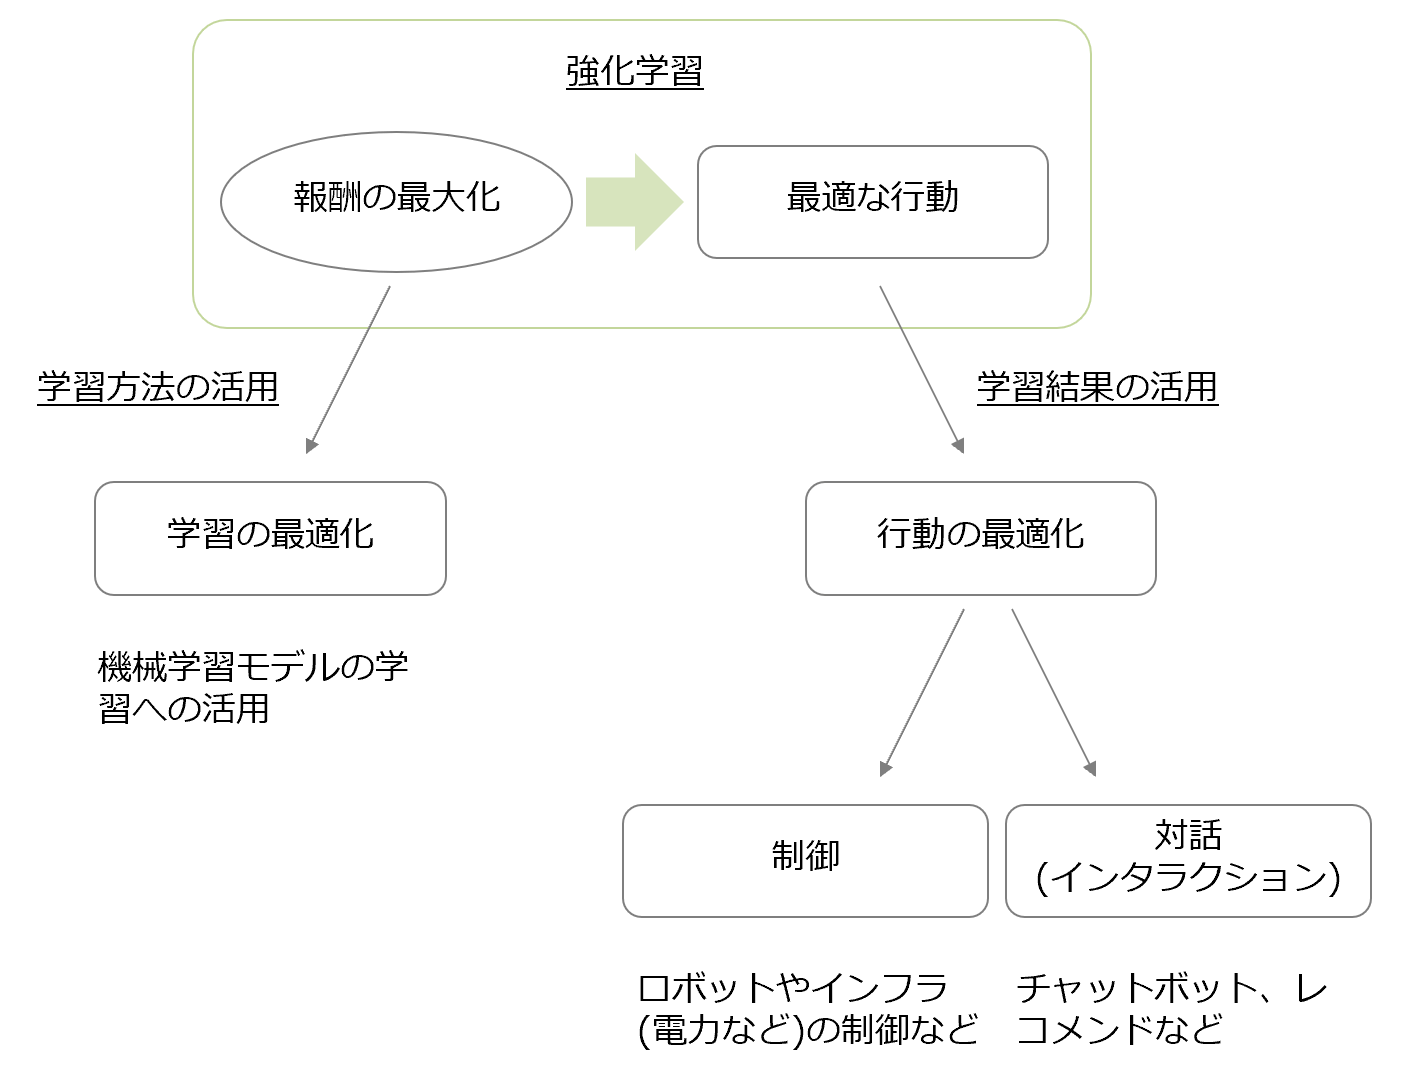 強化学習
報酬の最大化
最適な行動
学習方法の活用
学習結果の活用
学習の最適化
行動の最適化
機械学習モデルの学
習への活用
制御
対話
(インタラクション)
ロボットやインフラ
(電力など)の制御など
チャットボット、レ
コメンドなど